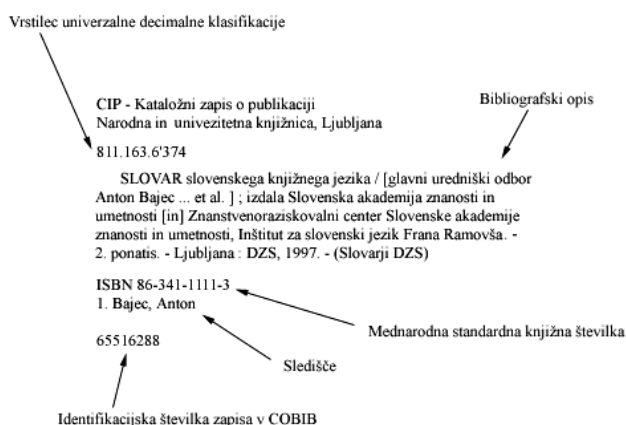 Vrstilec univerzalne decimalne klasifikacije
Bibliografski opis
CIP - Kataložni zapis o publikaciji
Narodna in univezitetna knjižnica, Ljubljana
811.163.6'374
SLOVAR slovenskega knjižnega jezika / [glavni uredniški odbor
Anton Bajec ... et al. ] ; izdala Slovenska akademija znanosti in
umetnosti [in] Znanstvenoraziskovalni center Slovenske akademije
znanosti in umetnosti, Inštitut za slovenski jezik Frana Ramovša. -
2. ponatis. - Ljubljana : DZS, 1997. - (Slovarji DZS)
ISBN 86-341-1111-3
1. Bajec, Anton
Mednarodna standardna knjižna številka
65516288
Sledišče
Identifikacijska številka zapisa v COBIB